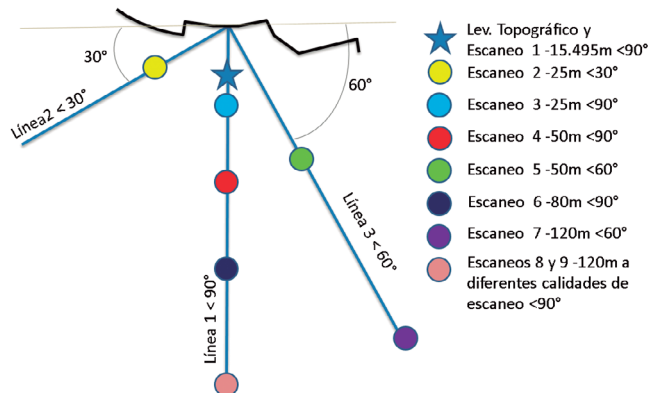 30°
60°
Línea2 < 30°
Línea 1 < 90°
Línea 3 < 60°
Lev. Topográfico y
Escaneo 1 -15.495m <90°
Escaneo 2 -25m <30°
Escaneo 3 -25m <90°
Escaneo 4 -50m <90°
Escaneo 5 -50m <60°
Escaneo 6 -80m <90°
Escaneo 7 -120m <60°
Escaneos 8 y 9 -120m a
diferentes calidades de
escaneo <90°